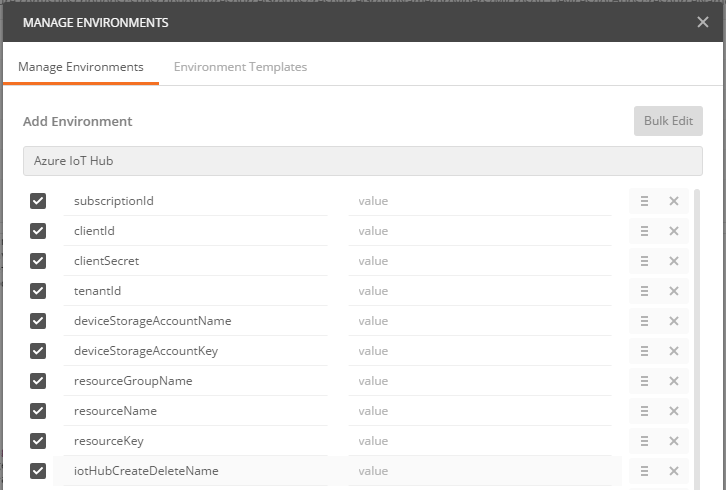 MANAGE ENVIRONMENTS
Manage Environments Environment Templates
Add Environment Bulk Edit
Azure IoT Hub
subscriptionId value
clientId value
clientSecret value
tenantId value
deviceStorageAccountName value
deviceStorageAccountKey value
resourceGroupName value
resourceName value
resourceKey value
iotHubCreateDeleteName value